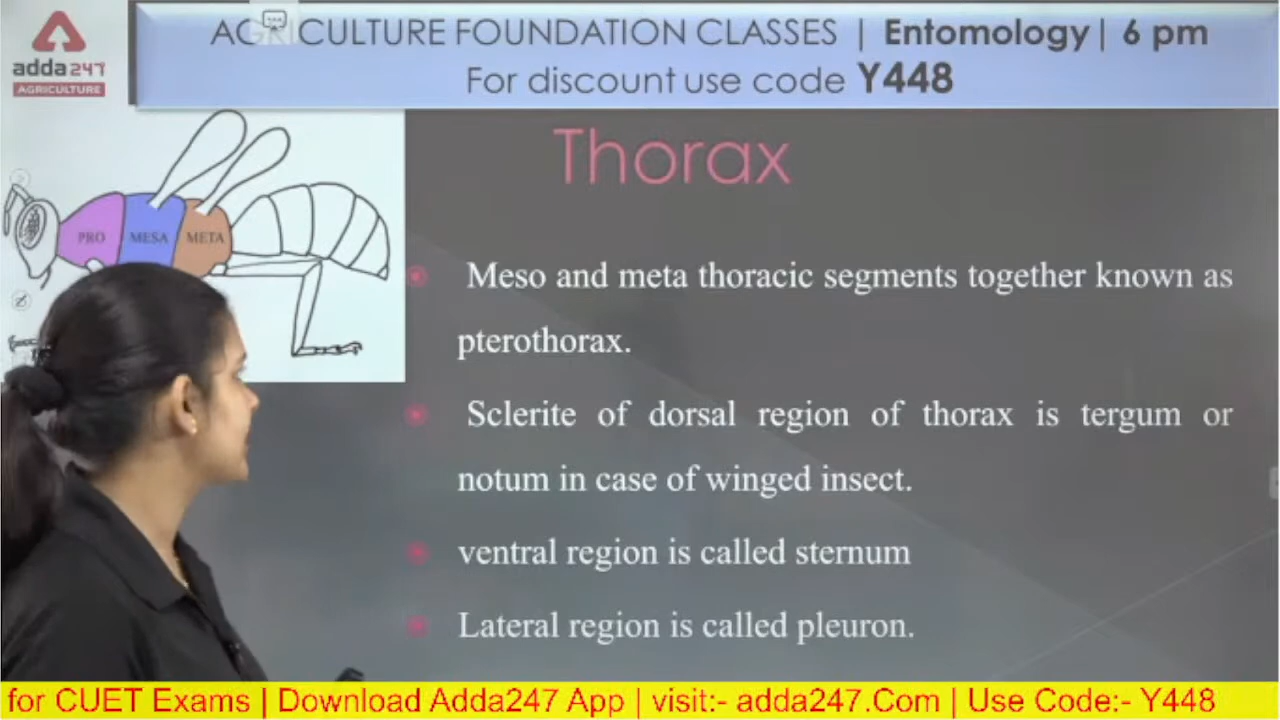 AGRICULTURE FOUNDATION CLASSES | Entomology | 6 pm
For discount use code Y448
adda247
AGRICULTURE
Thorax
PRO MESA META
Meso and meta thoracic segments together known as
pterothorax.
Sclerite of dorsal region of thorax is tergum or
notum in case of winged insect.
ventral region is called sternum
Lateral region is called pleuron.
for CUET Exams | Download Adda247 App | visit:- adda247.Com | Use Code:- Y448